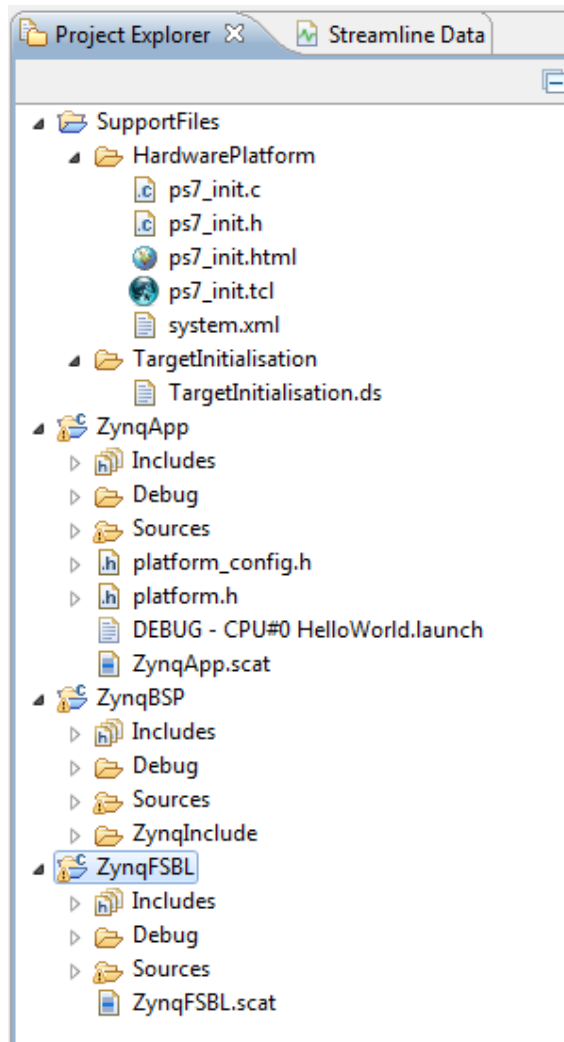 Project Explorer Streamline Data
SupportFiles
HardwarePlatform
ps7_init.c
ps7_init.h
ps7_init.html
ps7_init.tcl
system.xml
TargetInitialisation
TargetInitialisation.ds
ZynqApp
Includes
Debug
Sources
platform_config.h
platform.h
DEBUG - CPU#0 HelloWorld.launch
ZynqApp.scat
ZynqBSP
Includes
Debug
Sources
ZynqInclude
ZynqFSBL
Includes
Debug
Sources
ZynqFSBL.scat